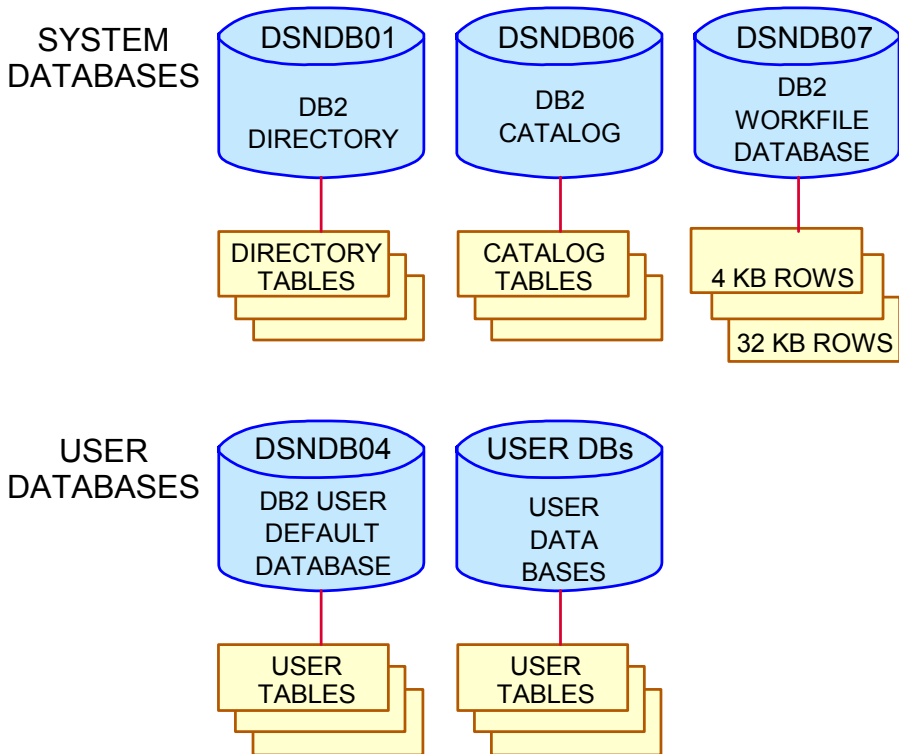 SYSTEM
DATABASES
DSNDB01
DB2
DIRECTORY
DIRECTORY
TABLES
DSNDB06
DB2
CATALOG
CATALOG
TABLES
DSNDB07
DB2
WORKFILE
DATABASE
4 KB ROWS
32 KB ROWS
USER
DATABASES
DSNDB04
DB2 USER
DEFAULT
DATABASE
USER
TABLES
USER DBs
USER
DATA
BASES
USER
TABLES